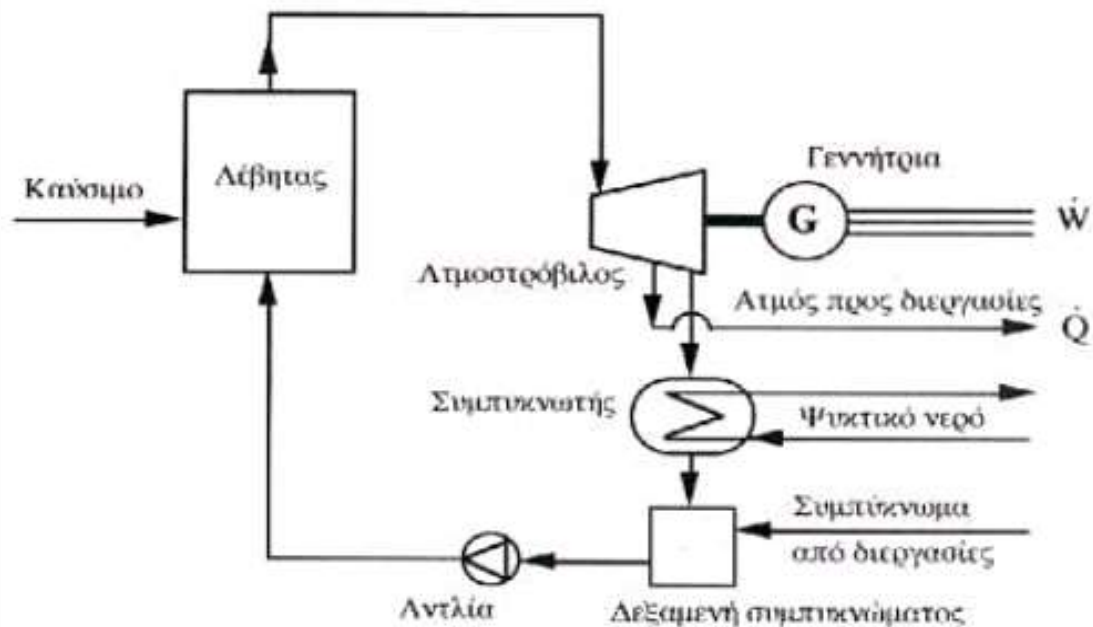 Γεννήτρια
Λέβητας
Καύσιμο
G
Ẇ
Ατμοστρόβιλος
Ατμός προς διεργασίες
Q̇
Συμπυκνωτής
Ψυκτικό νερό
Συμπύκνωμα
από διεργασίες
Αντλία
Δεξαμενή συμπυκνώματος